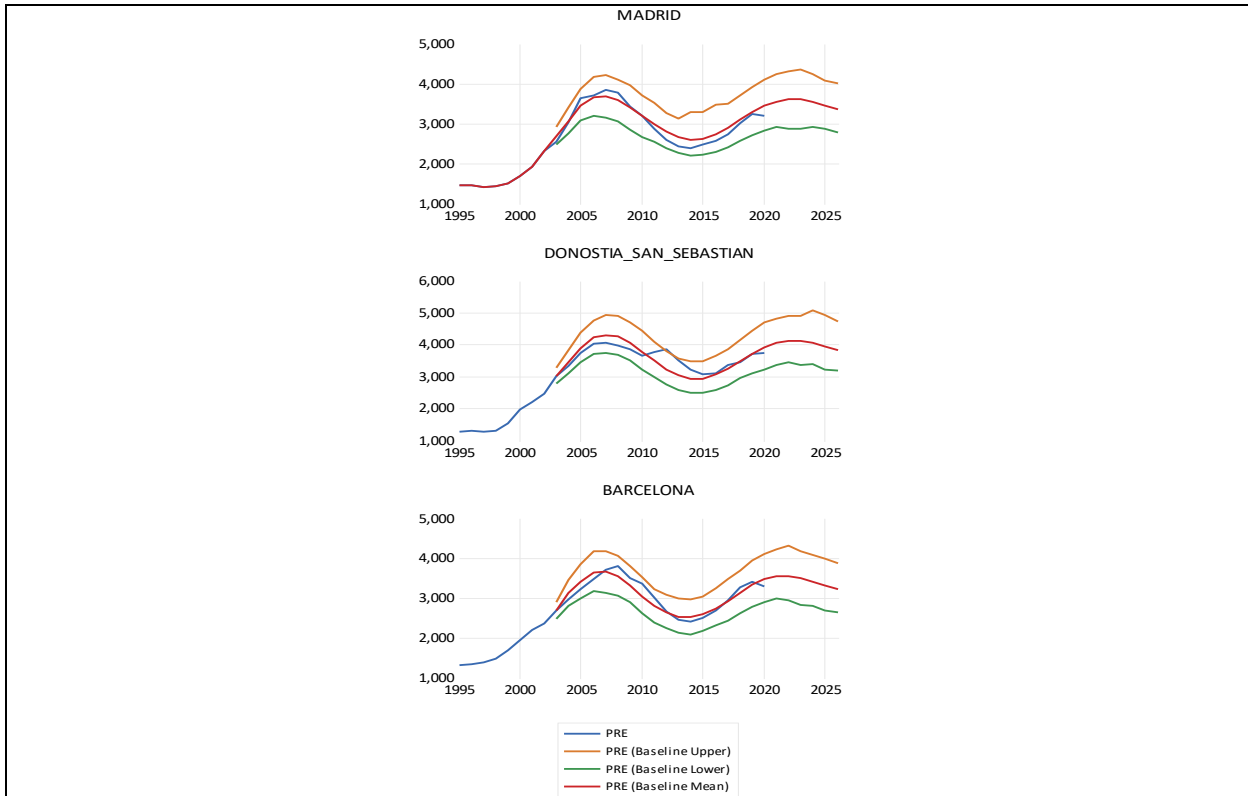 MADRID
5,000
4,000
3,000
2,000
1,000
1995 2000 2005 2010 2015 2020 2025
DONOSTIA_SAN_SEBASTIAN
6,000
5,000
4,000
3,000
2,000
1,000
1995 2000 2005 2010 2015 2020 2025
BARCELONA
5,000
4,000
3,000
2,000
1,000
1995 2000 2005 2010 2015 2020 2025
PRE
PRE (Baseline Upper)
PRE (Baseline Lower)
PRE (Baseline Mean)